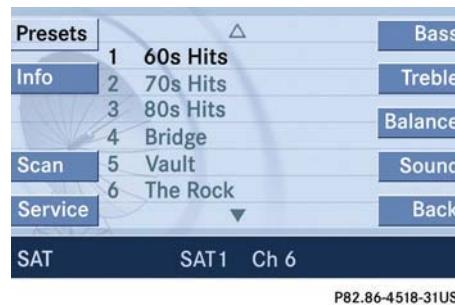 Presets
1 60s Hits
Bass
Info
2 70s Hits
Treble
3 80s Hits
Balance
4 Bridge
Scan
5 Vault
Sound
6 The Rock
Service
Back
SAT SAT1 Ch 6
P82.86-4518-31US